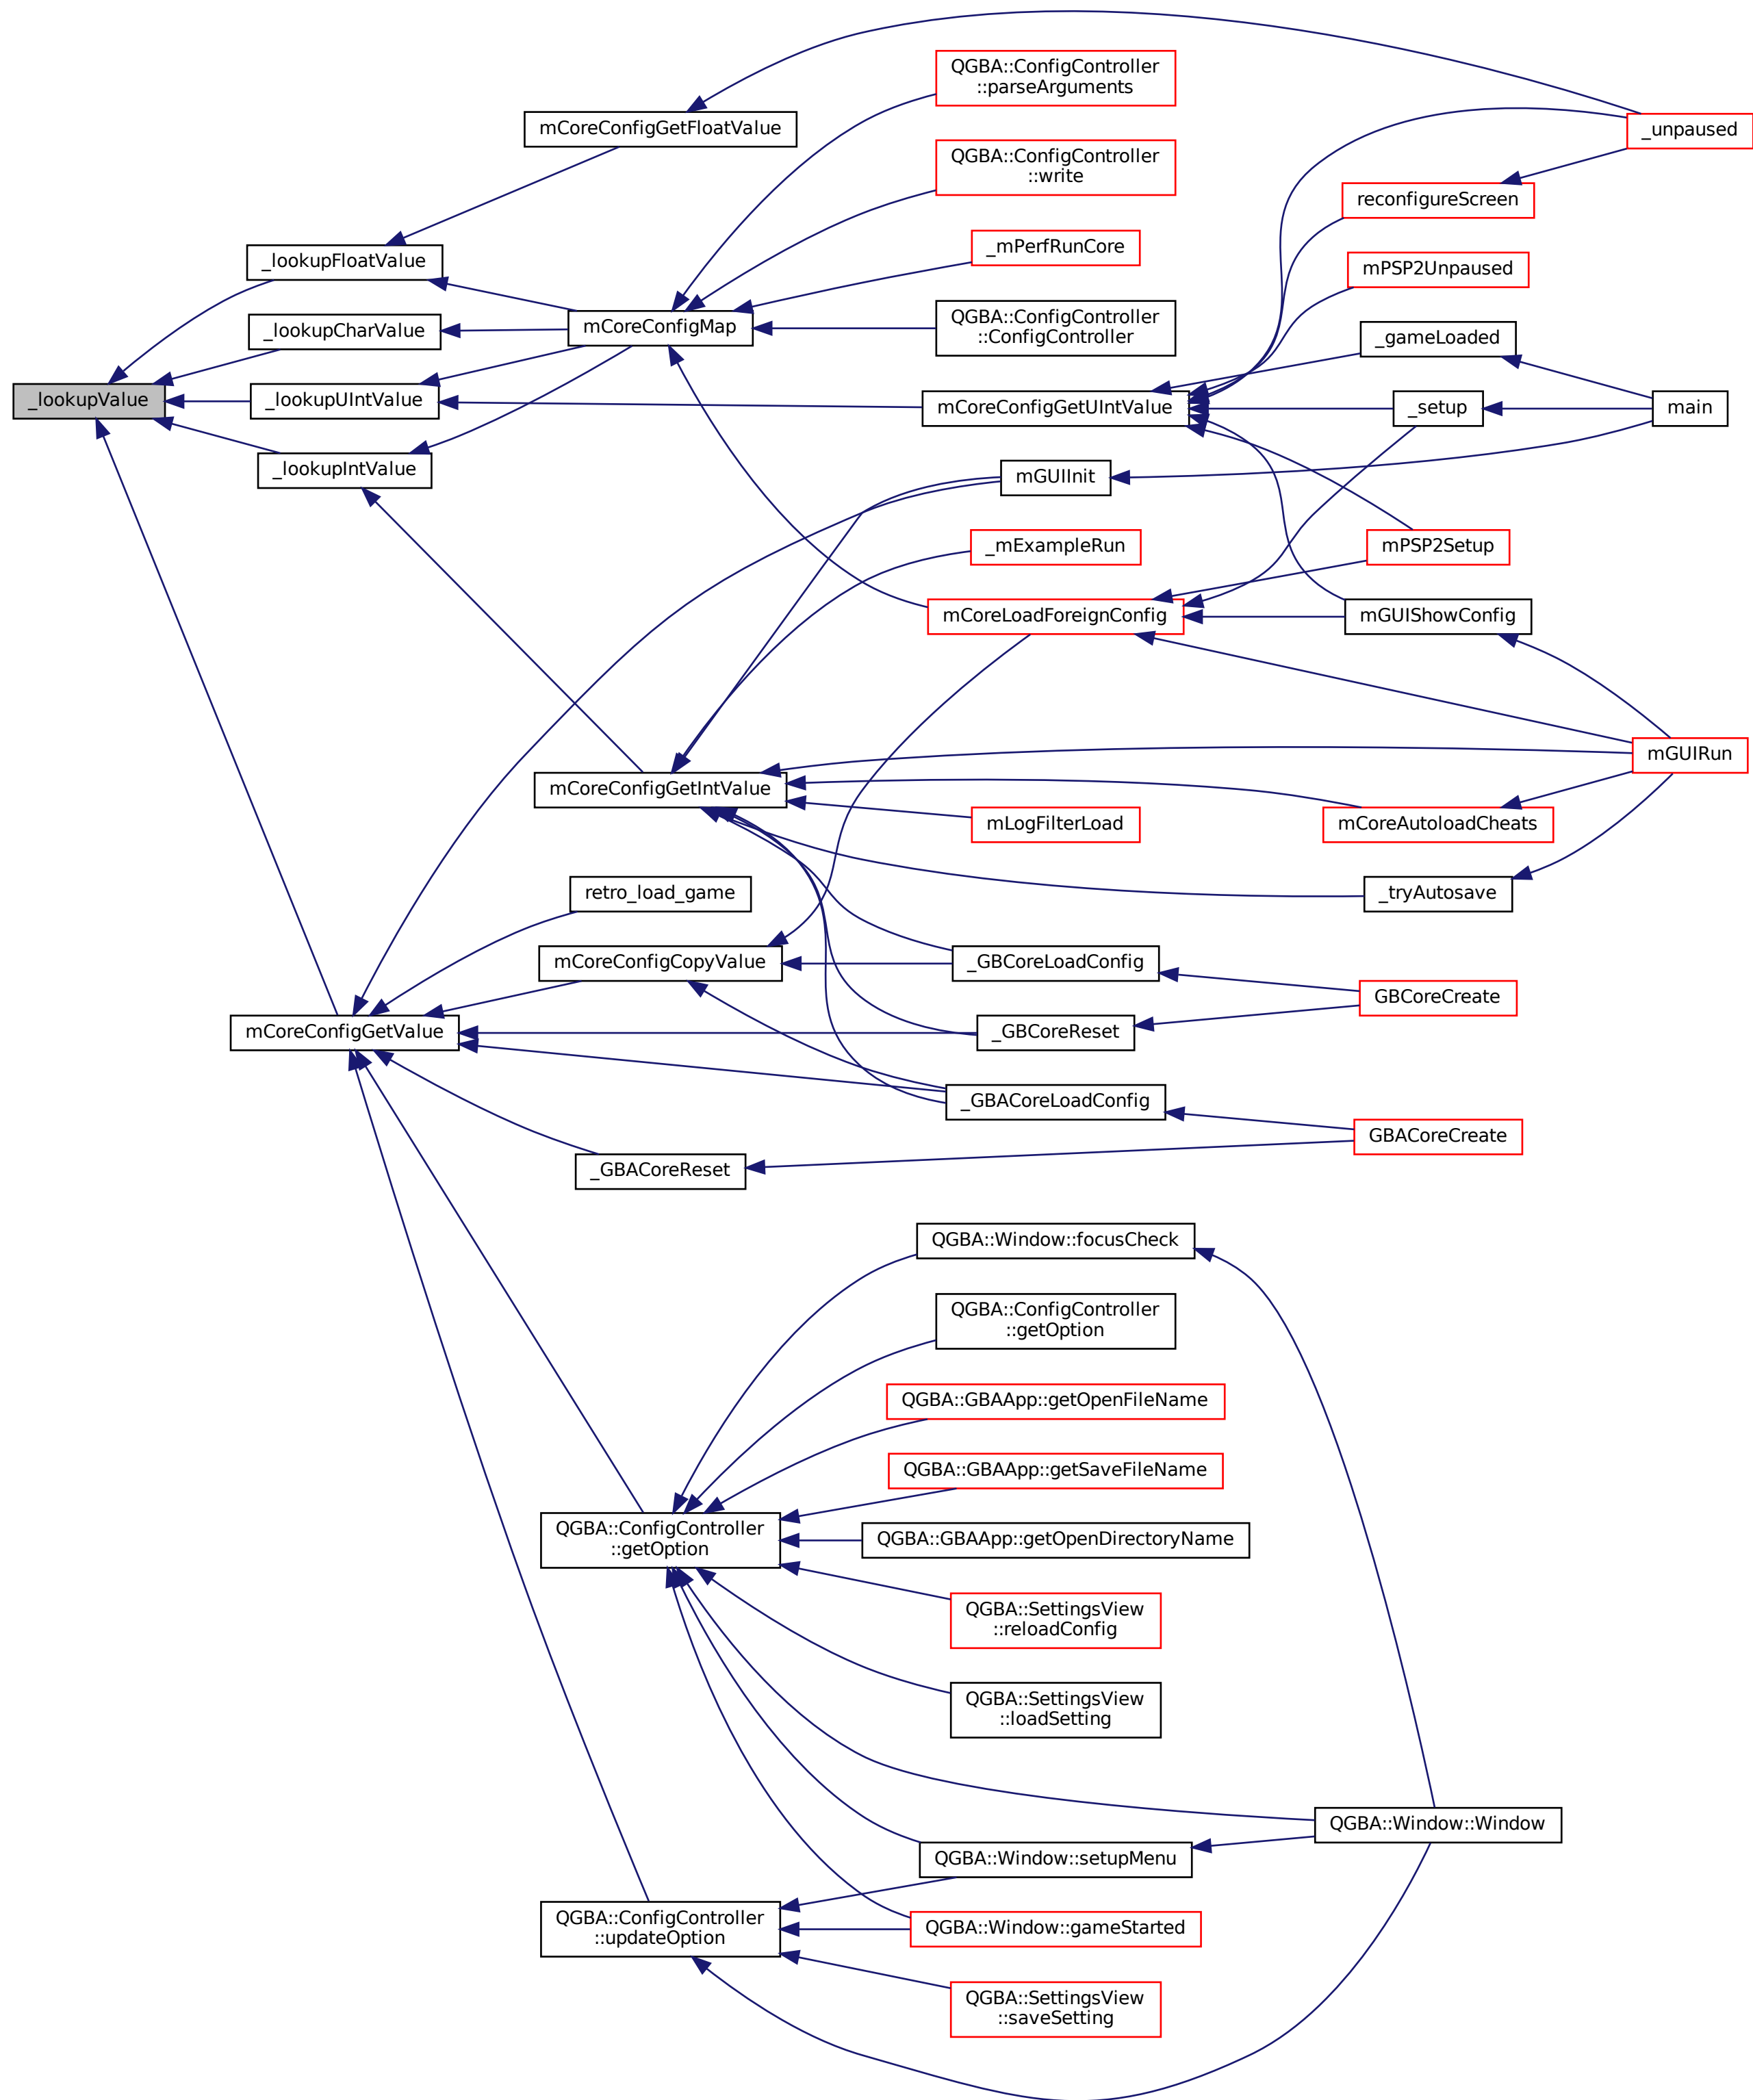 QGBA::ConfigController
::parseArguments
mCoreConfigGetFloatValue
_unpaused
QGBA::ConfigController
::write
reconfigureScreen
_mPerfRunCore
_lookupFloatValue
mPSP2Unpaused
QGBA::ConfigController
::ConfigController
mCoreConfigMap
_lookupCharValue
_gameLoaded
_lookupValue
_lookupUIntValue
mCoreConfigGetUIntValue
_setup
main
_lookupIntValue
mGUIInit
_mExampleRun
mPSP2Setup
mCoreLoadForeignConfig
mGUIShowConfig
mGUIRun
mCoreConfigGetIntValue
mLogFilterLoad
mCoreAutoloadCheats
retro_load_game
_tryAutosave
mCoreConfigCopyValue
_GBCoreLoadConfig
GBCoreCreate
mCoreConfigGetValue
_GBCoreReset
_GBACoreLoadConfig
GBACoreCreate
_GBACoreReset
QGBA::Window::focusCheck
QGBA::ConfigController
::getOption
QGBA::GBAApp::getOpenFileName
QGBA::GBAApp::getSaveFileName
QGBA::ConfigController
::getOption
QGBA::GBAApp::getOpenDirectoryName
QGBA::SettingsView
::reloadConfig
QGBA::SettingsView
::loadSetting
QGBA::Window::Window
QGBA::Window::setupMenu
QGBA::ConfigController
::updateOption
QGBA::Window::gameStarted
QGBA::SettingsView
::saveSetting